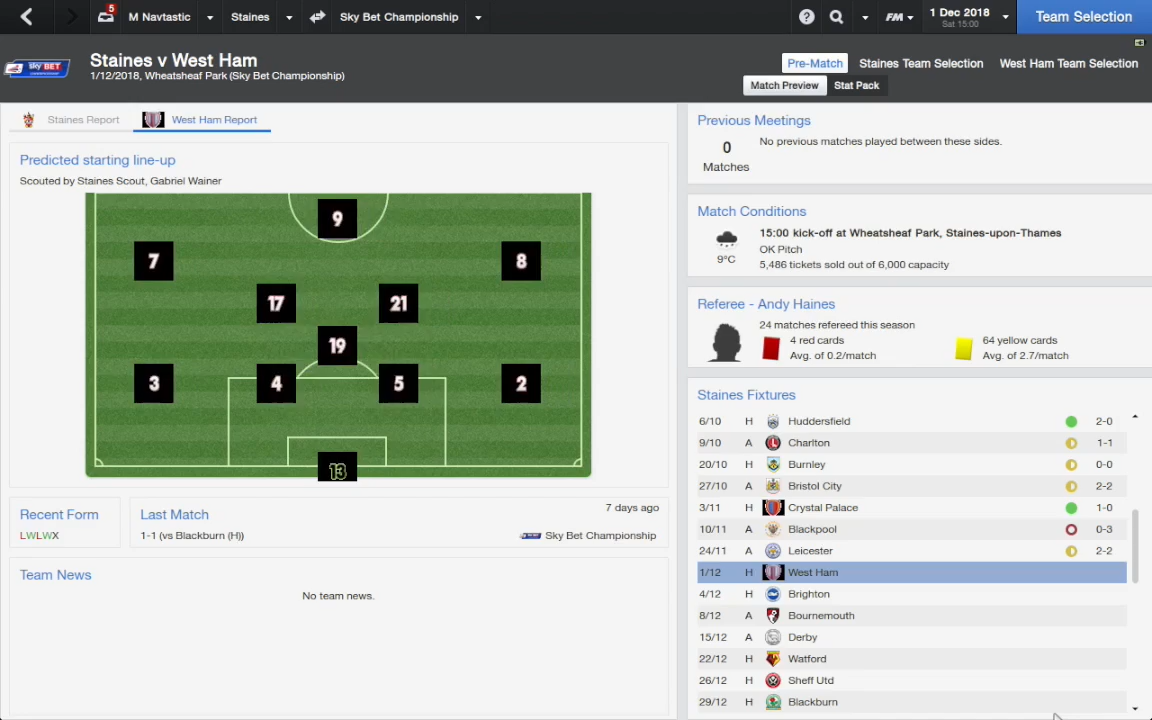 5
M Navtastic
Staines
Sky Bet Championship
?
FM
1 Dec 2018
Sat 15:00
Team Selection
sky BET
Staines v West Ham
1/12/2018, Wheatsheaf Park (Sky Bet Championship)
Pre-Match
Staines Team Selection
West Ham Team Selection
Match Preview
Stat Pack
Staines Report
West Ham Report
Predicted starting line-up
Scouted by Staines Scout, Gabriel Wainer
9
7
8
17
21
19
3
4
5
2
13
Recent Form
LWLWX
Last Match
7 days ago
1-1 (vs Blackburn (H))
Sky Bet Championship
Team News
No team news.
Previous Meetings
0
Matches
No previous matches played between these sides.
Match Conditions
9°C
15:00 kick-off at Wheatsheaf Park, Staines-upon-Thames
OK Pitch
5,486 tickets sold out of 6,000 capacity
Referee - Andy Haines
24 matches refereed this season
4 red cards
Avg. of 0.2/match
64 yellow cards
Avg. of 2.7/match
Staines Fixtures
6/10 H Huddersfield 2-0
9/10 A Charlton 1-1
20/10 H Burnley 0-0
27/10 A Bristol City 2-2
3/11 H Crystal Palace 1-0
10/11 A Blackpool 0-3
24/11 A Leicester 2-2
1/12 H West Ham
4/12 H Brighton
8/12 A Bournemouth
15/12 A Derby
22/12 H Watford
26/12 H Sheff Utd
29/12 H Blackburn